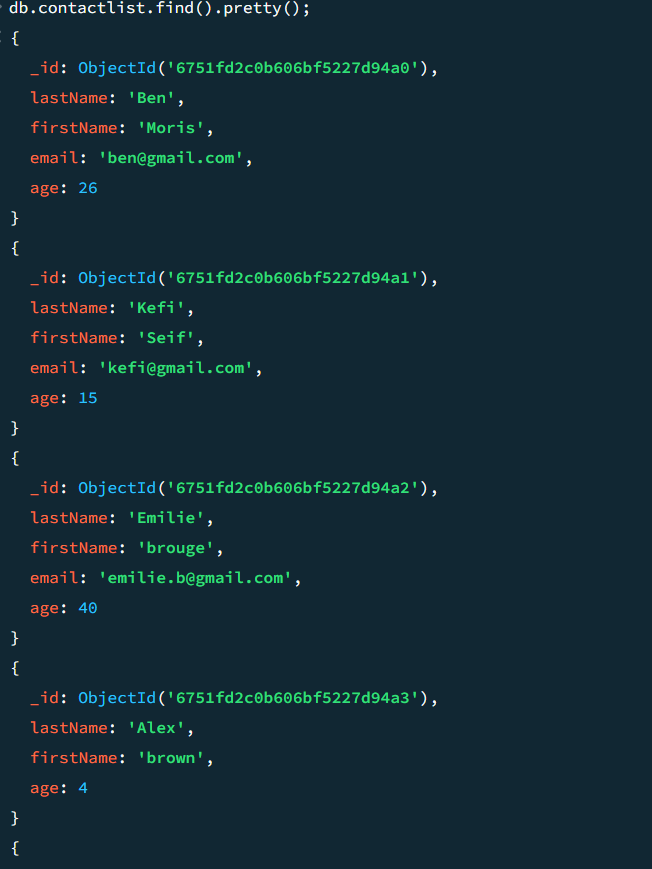 db.contactlist.find().pretty();
{
_id: ObjectId('6751fd2c0b606bf5227d94a0'),
lastName: 'Ben',
firstName: 'Moris',
email: 'ben@gmail.com',
age: 26
}
{
_id: ObjectId('6751fd2c0b606bf5227d94a1'),
lastName: 'Kefi',
firstName: 'Seif',
email: 'kefi@gmail.com',
age: 15
}
{
_id: ObjectId('6751fd2c0b606bf5227d94a2'),
lastName: 'Emilie',
firstName: 'brouge',
email: 'emilie.b@gmail.com',
age: 40
}
{
_id: ObjectId('6751fd2c0b606bf5227d94a3'),
lastName: 'Alex',
firstName: 'brown',
age: 4
}
{